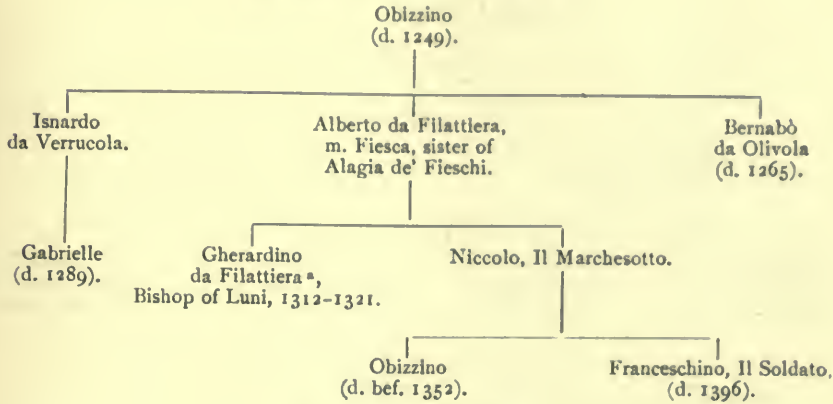 Obizzino
(d. 1249).
Isnardo
da Verrucola.
Alberto da Filattiera,
m. Fiesca, sister of
Alagia de' Fieschi.
Bernabò
da Olivola
(d. 1265).
Gabrielle
(d. 1289).
Gherardino
da Filattiera ª,
Bishop of Luni, 1312-1321.
Niccolo, Il Marchesotto.
Obizzino
(d. bef. 1352).
Franceschino, Il Soldato,
(d. 1396).